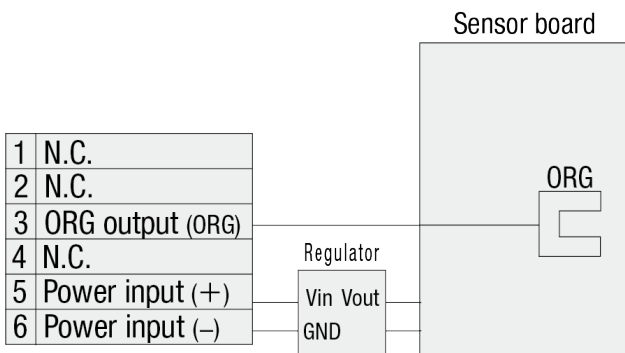 Sensor board
1 N.C.
2 N.C.
3 ORG output (ORG)
4 N.C.
5 Power input (+)
6 Power input (–)
ORG
Regulator
Vin Vout
GND